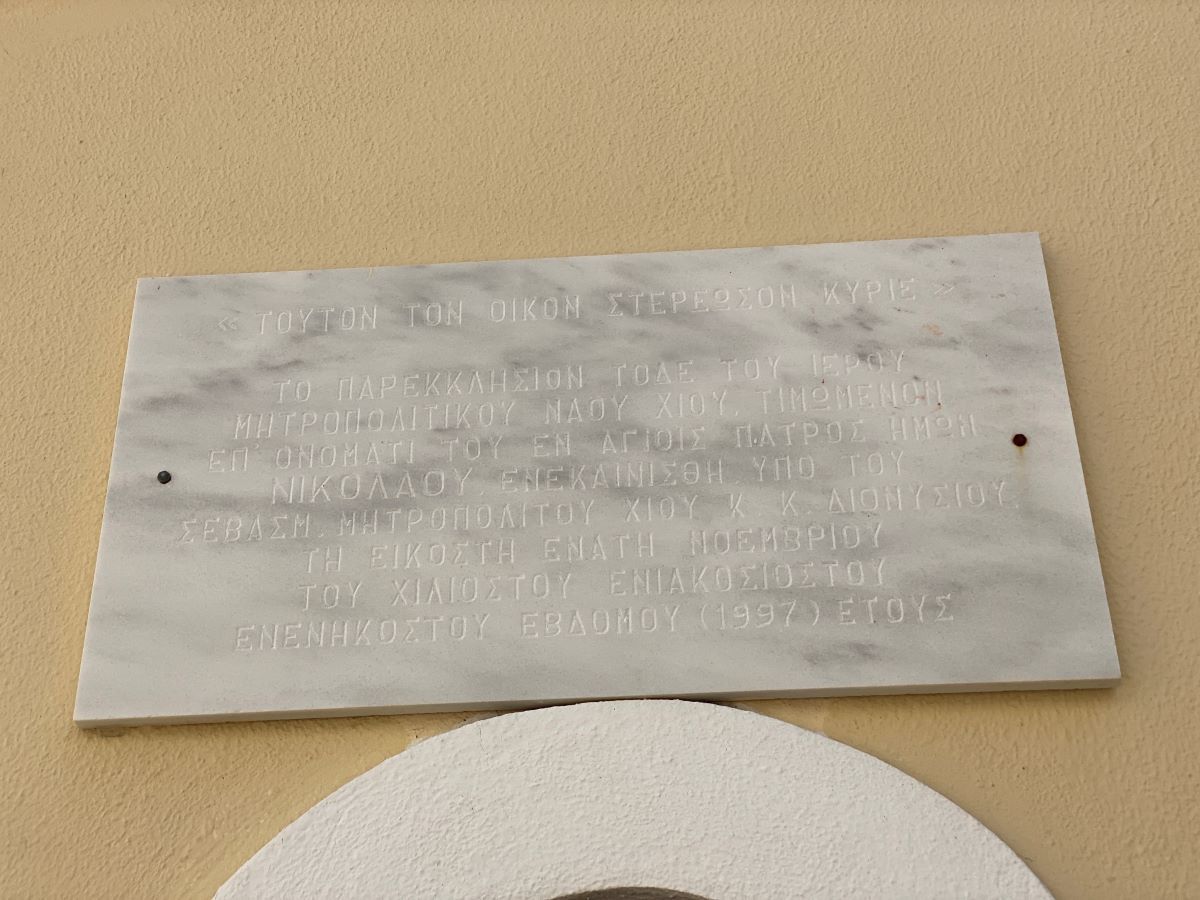 « ΤΟΥΤΟΝ ΤΟΝ ΟΙΚΟΝ ΣΤΕΡΕΩΣΟΝ ΚΥΡΙΕ »
ΤΟ ΠΑΡΕΚΚΛΗΣΙΟΝ ΤΟΔΕ ΤΟΥ ΙΕΡΟΥ
ΜΗΤΡΟΠΟΛΙΤΙΚΟΥ ΝΑΟΥ ΧΙΟΥ, ΤΙΜΩΜΕΝΟΝ
ΕΠ' ΟΝΟΜΑΤΙ ΤΟΥ ΕΝ ΑΓΙΟΙΣ ΠΑΤΡΟΣ ΗΜΩΝ
ΝΙΚΟΛΑΟΥ, ΕΝΕΚΑΙΝΙΣΘΗ ΥΠΟ ΤΟΥ
ΣΕΒΑΣΜ. ΜΗΤΡΟΠΟΛΙΤΟΥ ΧΙΟΥ Κ. Κ. ΔΙΟΝΥΣΙΟΥ,
ΤΗ ΕΙΚΟΣΤΗ ΕΝΑΤΗ ΝΟΕΜΒΡΙΟΥ
ΤΟΥ ΧΙΛΙΟΣΤΟΥ ΕΝΙΑΚΟΣΙΟΣΤΟΥ
ΕΝΕΝΗΚΟΣΤΟΥ ΕΒΔΟΜΟΥ (1997) ΕΤΟΥΣ